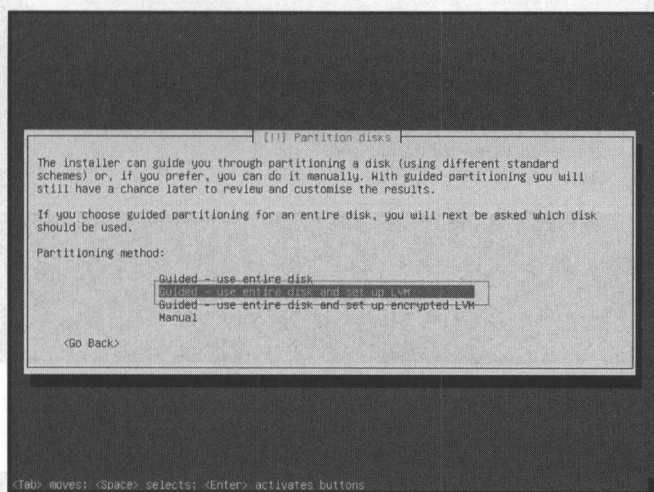 [!!] Partition disks
The installer can guide you through partitioning a disk (using different standard
schemes) or, if you prefer, you can do it manually. With guided partitioning you will
still have a chance later to review and customise the results.
If you choose guided partitioning for an entire disk, you will next be asked which disk
should be used.
Partitioning method:
Guided - use entire disk
Guided - use entire disk and set up LVM
Guided - use entire disk and set up encrypted LVM
Manual
<Go Back>
<Tab> moves; <Space> selects; <Enter> activates buttons